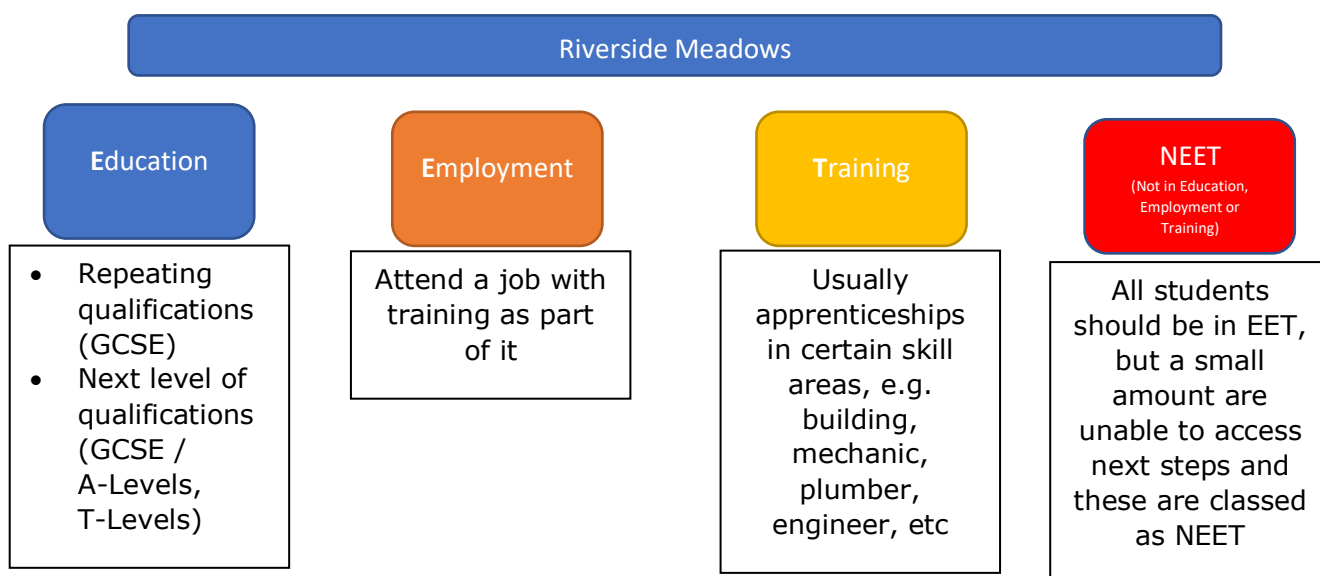 Riverside Meadows
Education
• Repeating
qualifications
(GCSE)
• Next level of
qualifications
(GCSE /
A-Levels,
T-Levels)
Employment
Attend a job with
training as part
of it
Training
Usually
apprenticeships
in certain skill
areas, e.g.
building,
mechanic,
plumber,
engineer, etc
NEET
(Not in Education,
Employment or
Training)
All students
should be in EET,
but a small
amount are
unable to access
next steps and
these are classed
as NEET